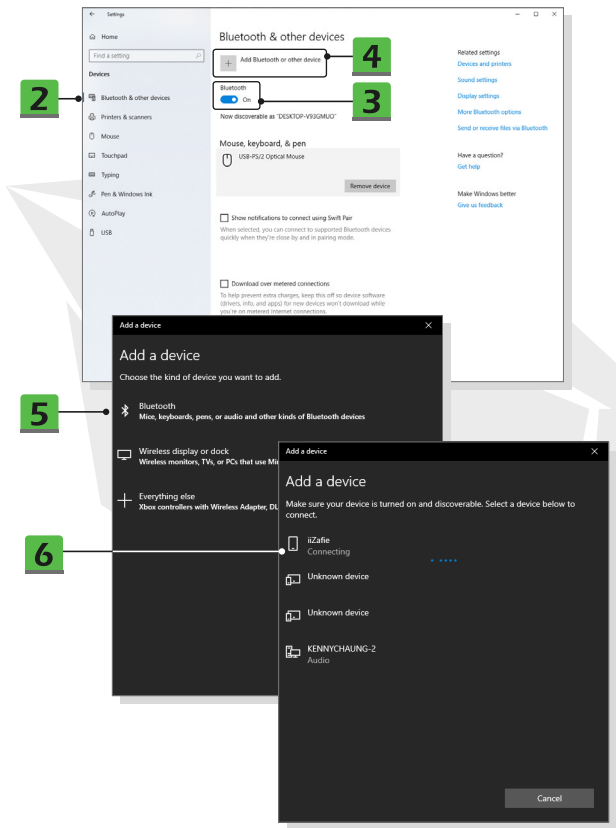 Settings
Home
Find a setting
Devices
Bluetooth & other devices
Printers & scanners
Mouse
Touchpad
Typing
Pen & Windows Ink
AutoPlay
USB
Bluetooth & other devices
Add Bluetooth or other device
Bluetooth
On
Now discoverable as "DESKTOP-V93GMUO"
Mouse, keyboard, & pen
USB-PS/2 Optical Mouse
Remove device
Show notifications to connect using Swift Pair
When selected, you can connect to supported Bluetooth devices
quickly when they're close by and in pairing mode.
Download over metered connections
To help prevent extra charges, keep this off so device software
(drivers, info, and apps) for new devices won't download while
you're on metered Internet connections.
Related settings
Devices and printers
Sound settings
Display settings
More Bluetooth options
Send or receive files via Bluetooth
Have a question?
Get help
Make Windows better
Give us feedback
2
4
3
Add a device
Add a device
Choose the kind of device you want to add.
Bluetooth
Mice, keyboards, pens, or audio and other kinds of Bluetooth devices
Wireless display or dock
Wireless monitors, TVs, or PCs that use Mi
Everything else
Xbox controllers with Wireless Adapter, DL
5
6
Add a device
Add a device
Make sure your device is turned on and discoverable. Select a device below to
connect.
iiZafie
Connecting
Unknown device
Unknown device
KENNYCHAUNG-2
Audio
Cancel